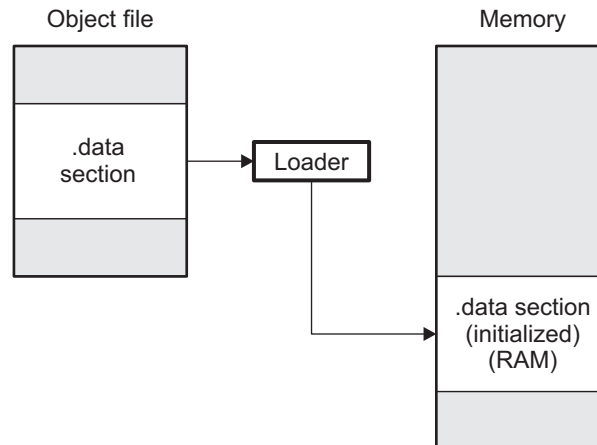 Object file
Memory
.data
section
Loader
.data section
(initialized)
(RAM)